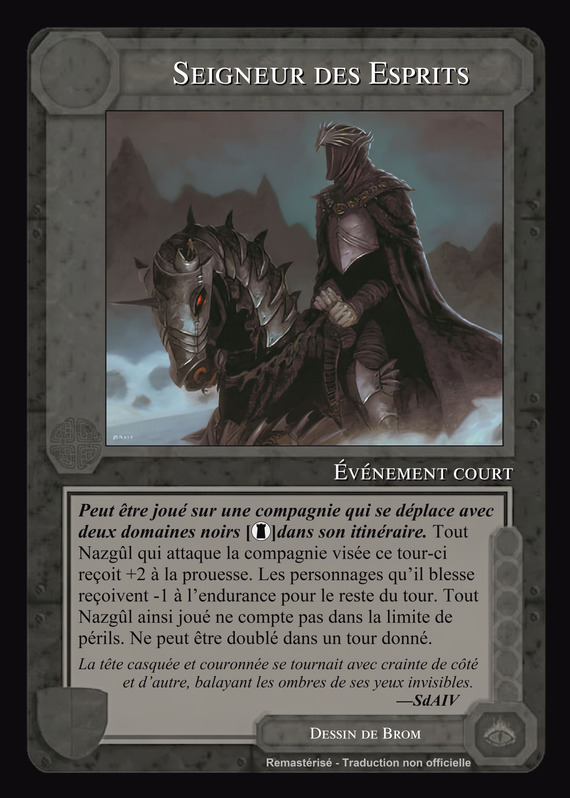 Seigneur des Esprits
Brom
Événement court
Peut être joué sur une compagnie qui se déplace avec
deux domaines noirs [ ]dans son itinéraire. Tout
Nazgûl qui attaque la compagnie visée ce tour-ci
reçoit +2 à la prouesse. Les personnages qu'il blesse
reçoivent -1 à l'endurance pour le reste du tour. Tout
Nazgûl ainsi joué ne compte pas dans la limite de
périls. Ne peut être doublé dans un tour donné.
La tête casquée et couronnée se tournait avec crainte de côté
et d'autre, balayant les ombres de ses yeux invisibles.
—SdAIV
Dessin de Brom
Remastérisé - Traduction non officielle